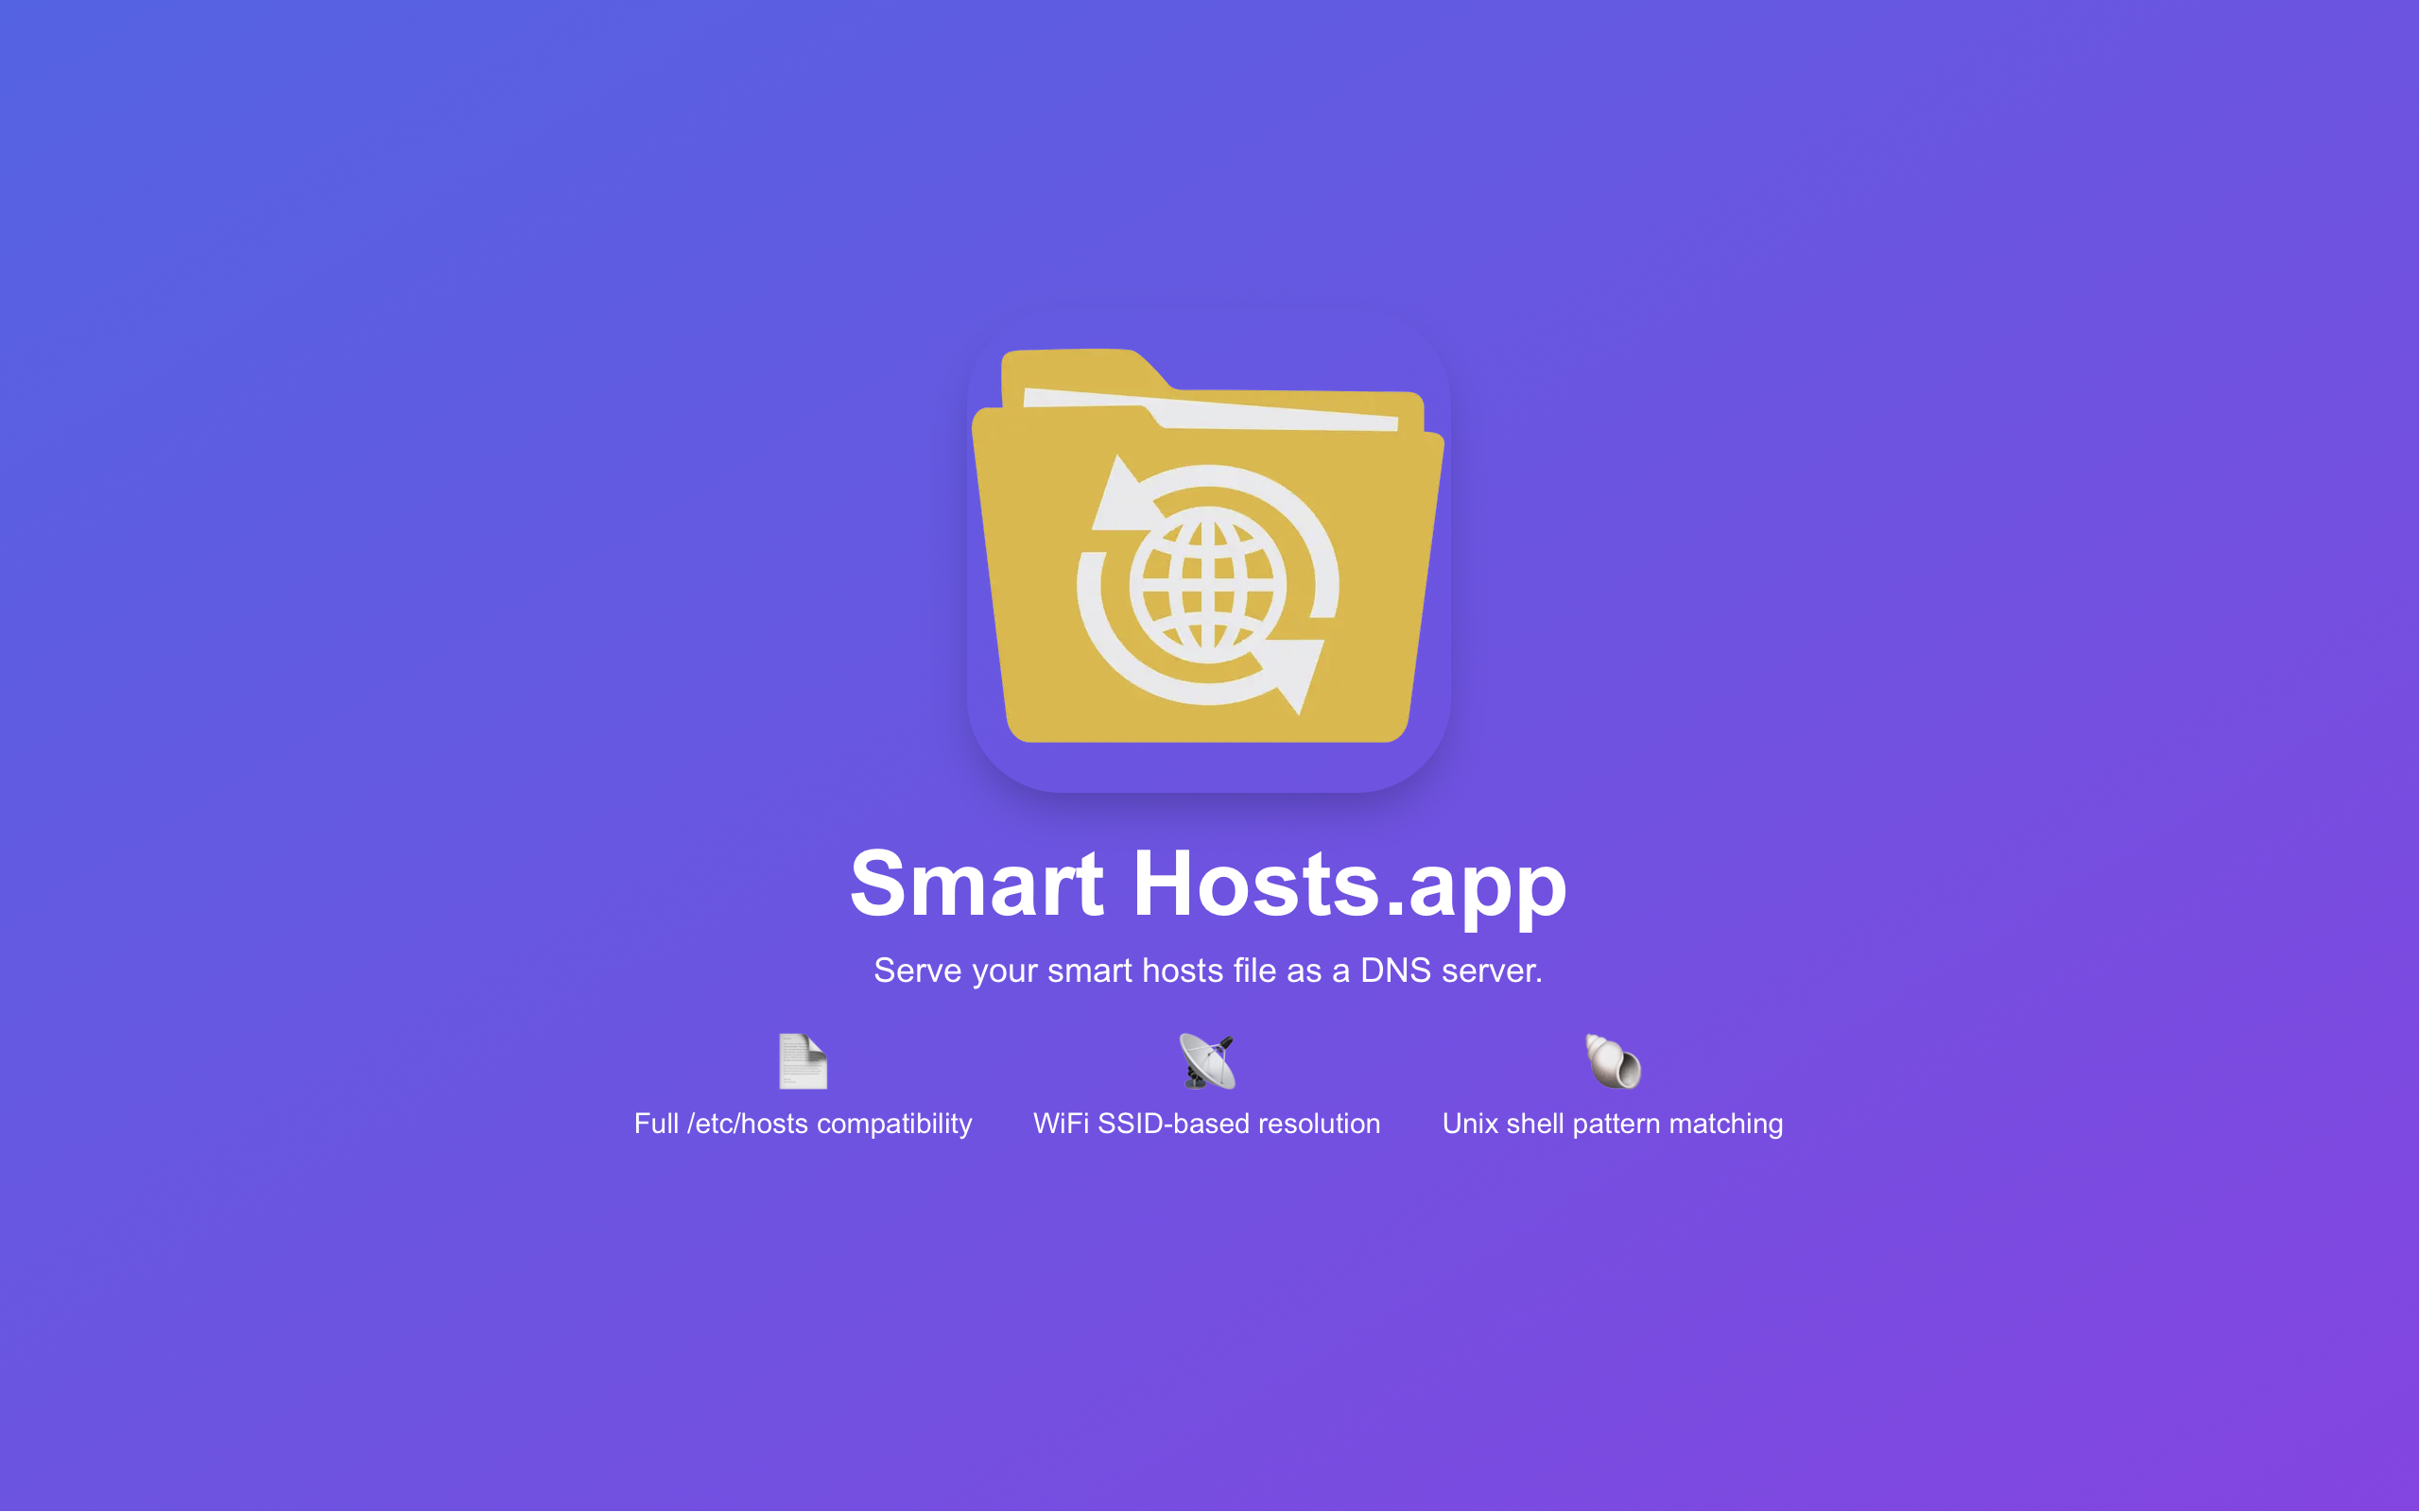 Smart Hosts.app
Serve your smart hosts file as a DNS server.
Full /etc/hosts compatibility
WiFi SSID-based resolution
Unix shell pattern matching